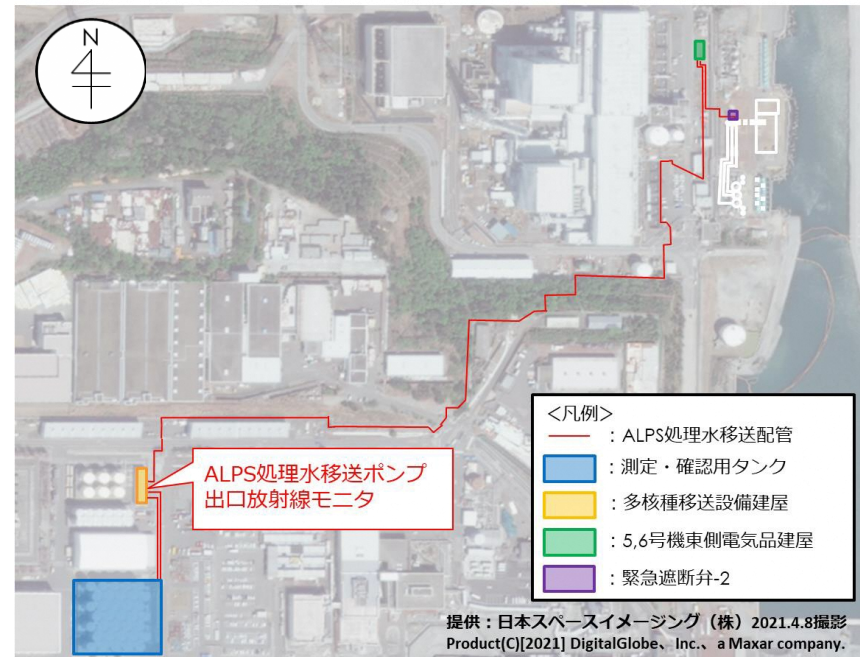 N
ALPS処理水移送ポンプ
出口放射線モニタ
<凡例>
：ALPS処理水移送配管
：測定・確認用タンク
：多核種移送設備建屋
：5,6号機東側電気品建屋
：緊急遮断弁-2
提供：日本スペースイメージング（株）2021.4.8撮影
Product(C)[2021] DigitalGlobe、Inc.、a Maxar company.